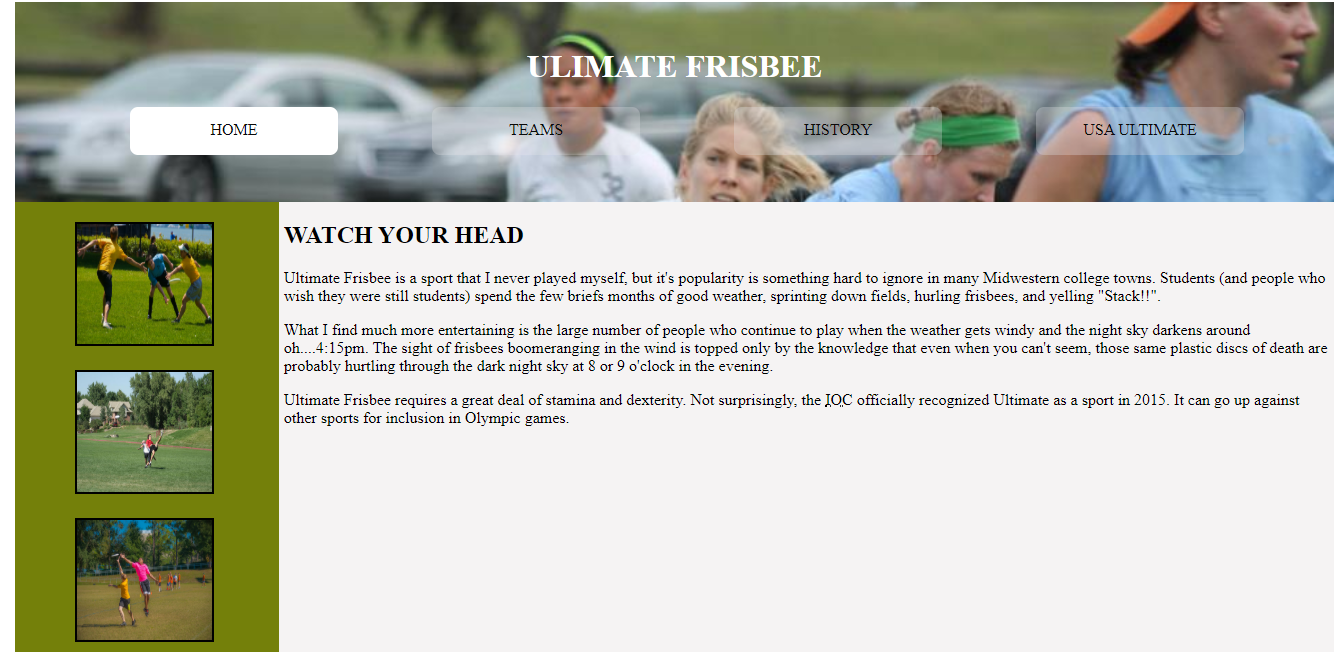 ULIMATE FRISBEE
HOME TEAMS HISTORY USA ULTIMATE
WATCH YOUR HEAD
Ultimate Frisbee is a sport that I never played myself, but it's popularity is something hard to ignore in many Midwestern college towns. Students (and people who
wish they were still students) spend the few briefs months of good weather, sprinting down fields, hurling frisbees, and yelling "Stack!!".
What I find much more entertaining is the large number of people who continue to play when the weather gets windy and the night sky darkens around
oh....4:15pm. The sight of frisbees boomeranging in the wind is topped only by the knowledge that even when you can't seem, those same plastic discs of death are
probably hurtling through the dark night sky at 8 or 9 o'clock in the evening.
Ultimate Frisbee requires a great deal of stamina and dexterity. Not surprisingly, the IOC officially recognized Ultimate as a sport in 2015. It can go up against
other sports for inclusion in Olympic games.